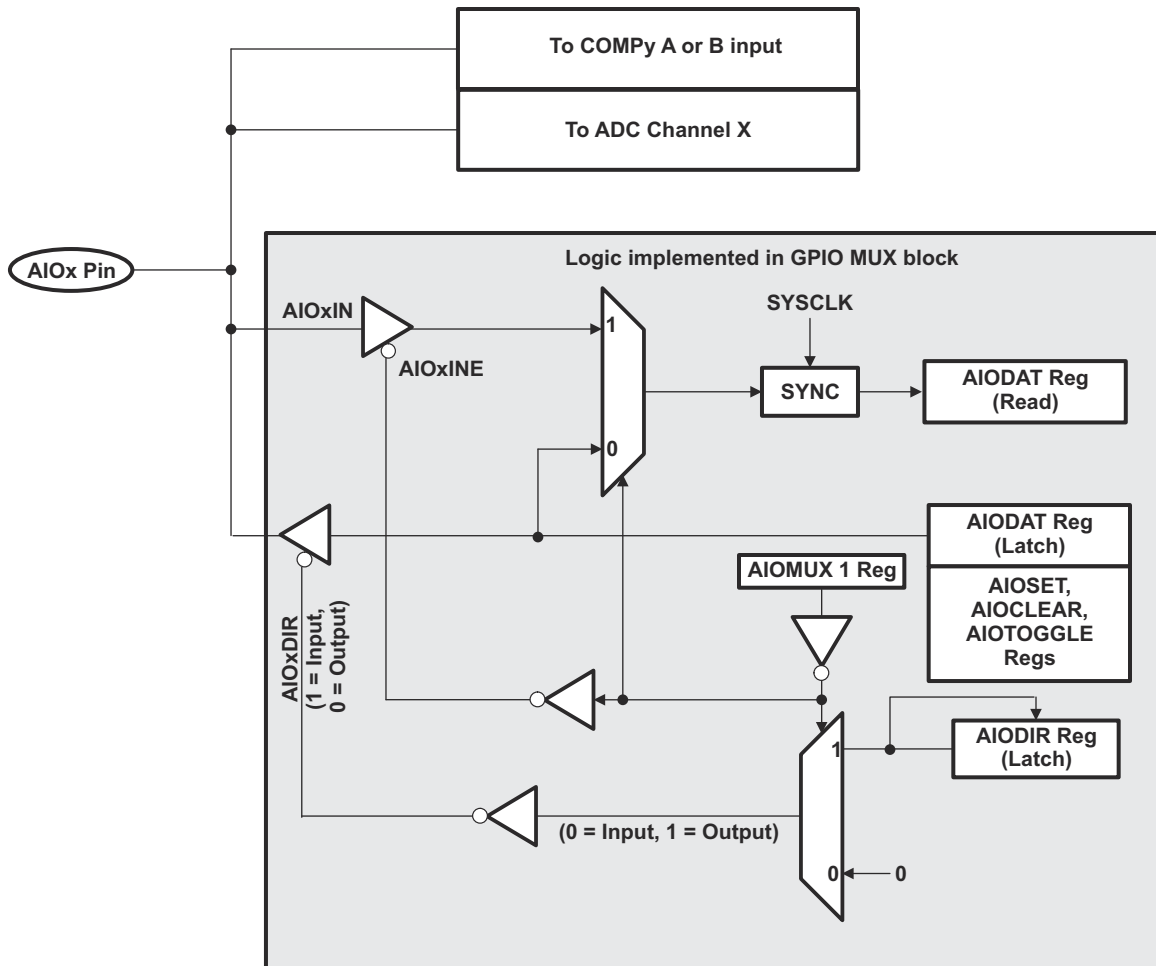 To COMPy A or B input
To ADC Channel X
AIOx Pin
Logic implemented in GPIO MUX block
SYSCLK
AIOxIN
1
AIOxINE
SYNC
AIODAT Reg
(Read)
0
AIODAT Reg
(Latch)
AIOMUX 1 Reg
AIOSET,
AIOCLEAR,
AIOTOGGLE
Regs
AIOxDIR
(1 = Input,
0 = Output)
1
AIODIR Reg
(Latch)
(0 = Input, 1 = Output)
0
0